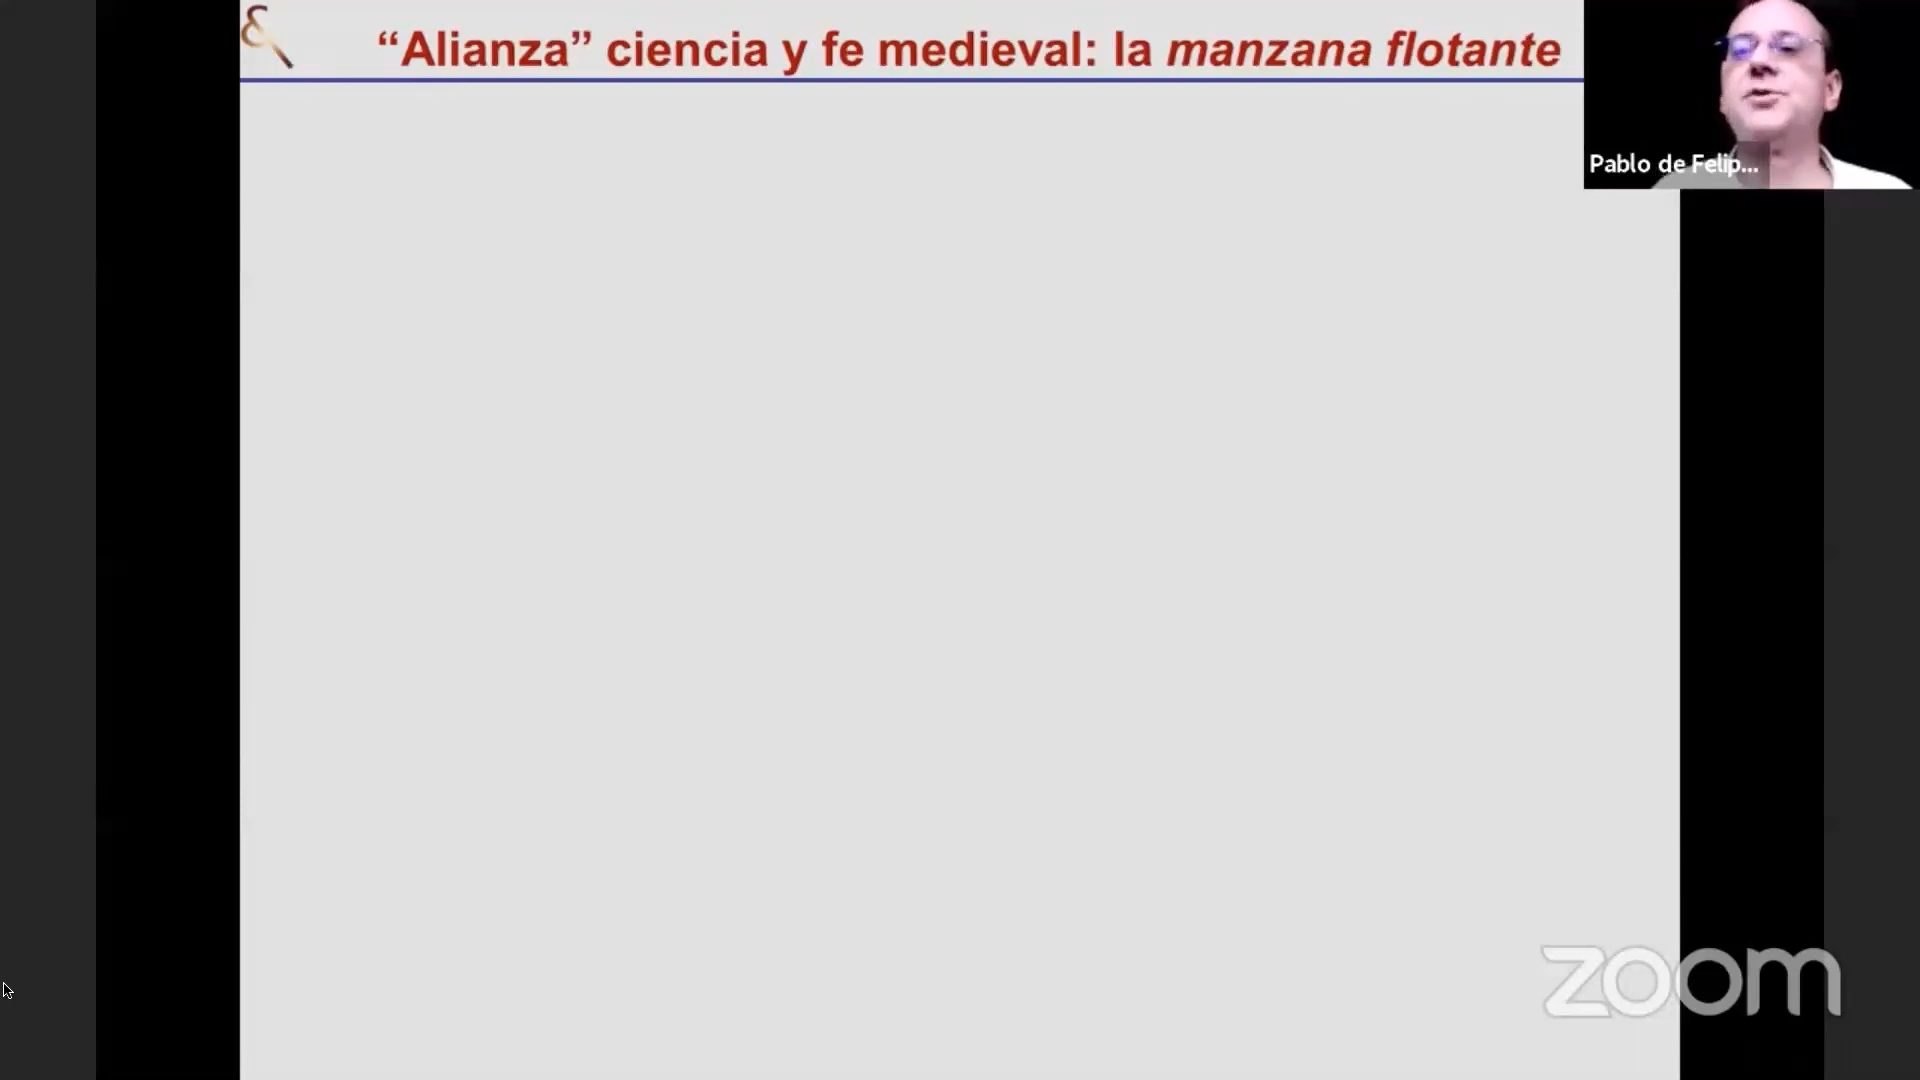 “Alianza” ciencia y fe medieval: la manzana flotante
Pablo de Felip...
zoom